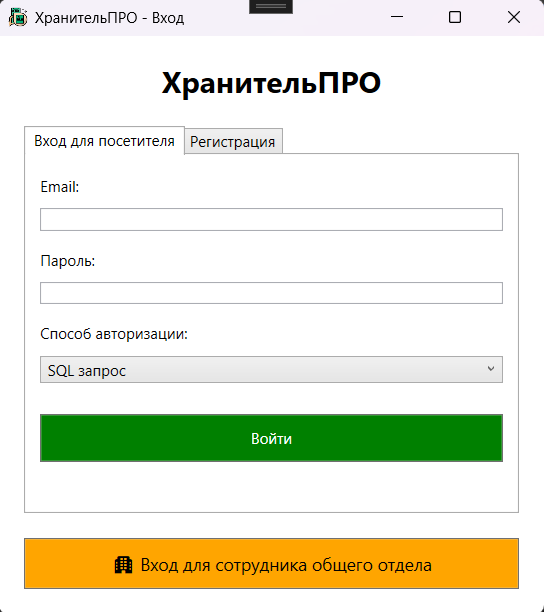 ХранительПРО - Вход
ХранительПРО
Вход для посетителя
Регистрация
Email:
Пароль:
Способ авторизации:
SQL запрос
Войти
Вход для сотрудника общего отдела